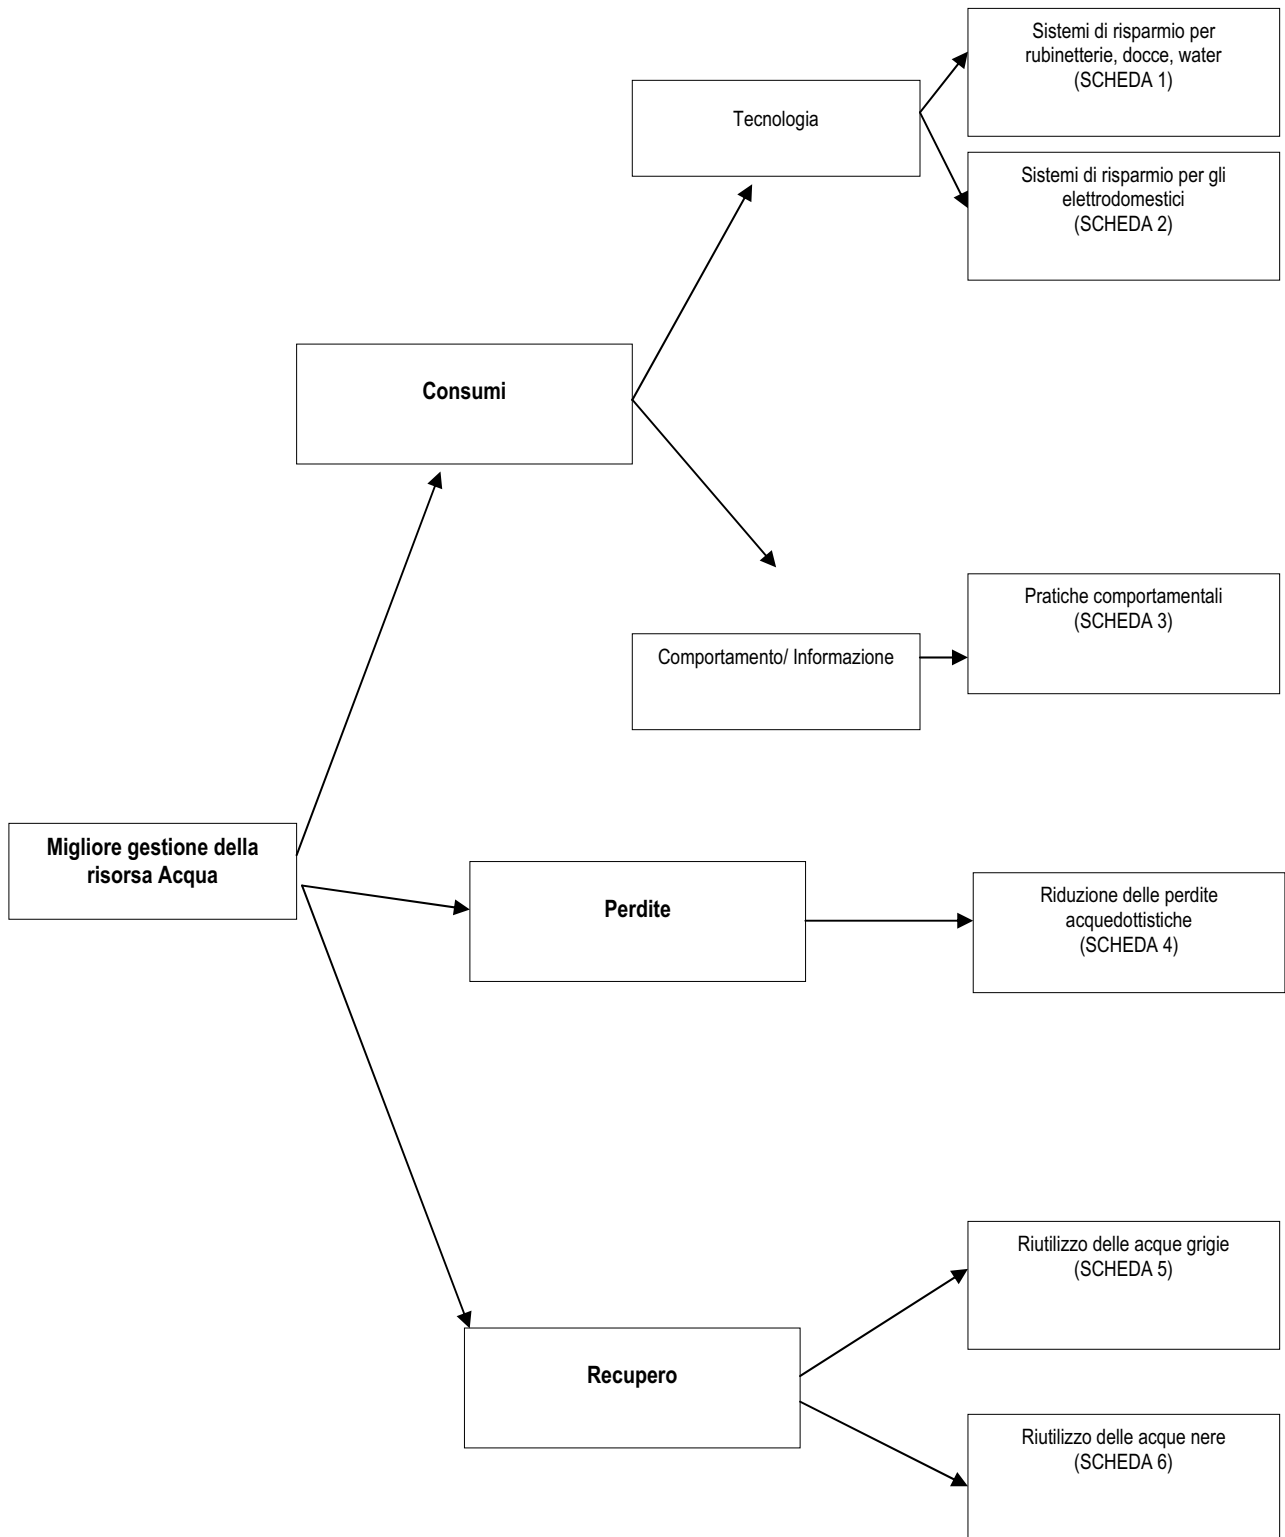 Sistemi di risparmio per
rubinetterie, docce, water
(SCHEDA 1)
Tecnologia
Sistemi di risparmio per gli
elettrodomestici
(SCHEDA 2)
Consumi
Pratiche comportamentali
(SCHEDA 3)
Comportamento/ Informazione
Migliore gestione della
risorsa Acqua
Perdite
Riduzione delle perdite
acquedottistiche
(SCHEDA 4)
Riutilizzo delle acque grigie
(SCHEDA 5)
Recupero
Riutilizzo delle acque nere
(SCHEDA 6)